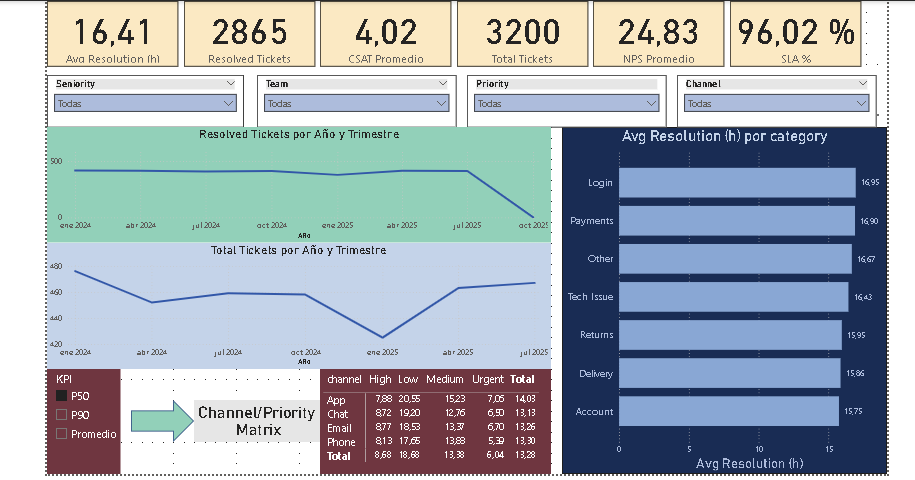 16,41
2865
4,02
3200
24,83
96,02 %
Avg Resolution (h)
Resolved Tickets
CSAT Promedio
Total Tickets
NPS Promedio
SLA %
Seniority
Todas
Team
Todas
Priority
Todas
Channel
Todas
Resolved Tickets por Año y Trimestre
500
0
ene 2024 abr 2024 jul 2024 oct 2024 ene 2025 abr 2025 jul 2025 oct 2025
Año
Total Tickets por Año y Trimestre
480
460
440
420
ene 2024 abr 2024 jul 2024 oct 2024 ene 2025 abr 2025 jul 2025
Año
Avg Resolution (h) por category
Login 16,95
Payments 16,90
Other 16,67
Tech Issue 16,43
Returns 15,95
Delivery 15,86
Account 15,75
0 5 10 15
Avg Resolution (h)
KPI
P50
P90
Promedio
Channel/Priority
Matrix
channel High Low Medium Urgent Total
App 7,88 20,55 15,23 7,05 14,03
Chat 8,72 19,20 12,76 6,50 13,13
Email 8,77 18,53 13,37 6,70 13,26
Phone 8,13 17,65 13,88 5,39 13,30
Total 8,68 18,68 13,38 6,04 13,28